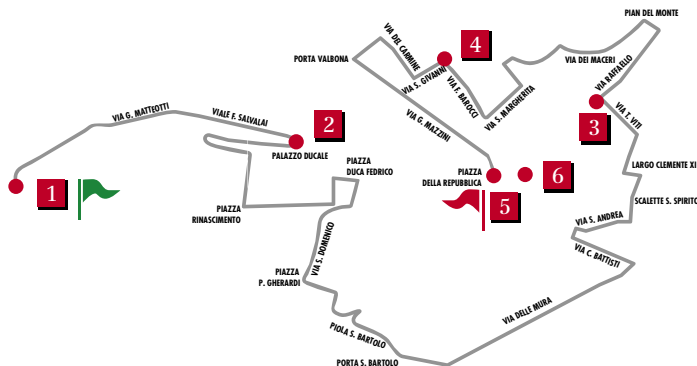 PIAN DEL MONTE
VIA DEL CARMINE
4
PORTA VALBONA
VIA DEI MACERI
VIA S. GIVANNI
VIA F. BAROCCI
VIA S. MARGHERITA
VIA RAFFAELLO
VIA G. MATTEOTTI
VIALE F. SALVALAI
2
VIA G. MAZZINI
3
VIA T. VITI
PALAZZO DUCALE
PIAZZA
DUCA FEDRICO
PIAZZA
DELLA REPUBBLICA
6
LARGO CLEMENTE XI
1
5
SCALETTE S. SPIRITO
PIAZZA
RINASCIMENTO
VIA S. ANDREA
VIA S. DOMENICO
VIA C. BATTISTI
PIAZZA
P. GHERARDI
VIA DELLE MURA
PIOLA S. BARTOLO
PORTA S. BARTOLO